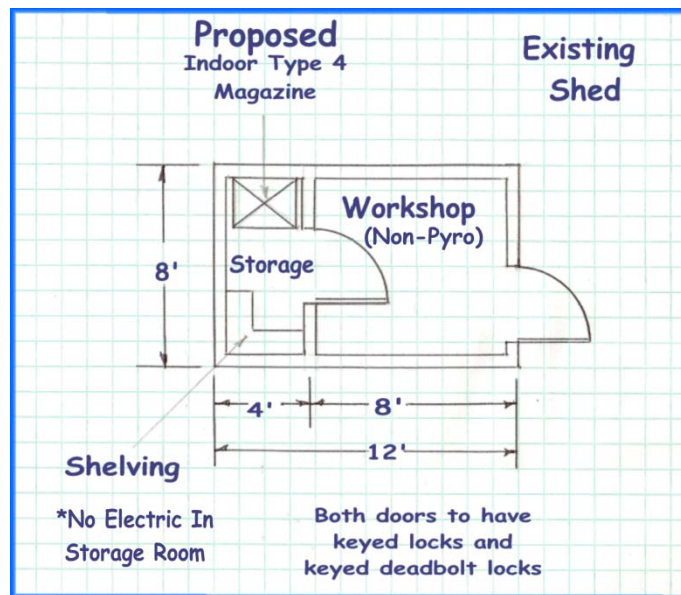 Proposed
Indoor Type 4
Magazine
Existing
Shed
Workshop
(Non-Pyro)
Storage
8'
4'
8'
12'
Shelving
*No Electric In
Storage Room
Both doors to have
keyed locks and
keyed deadbolt locks